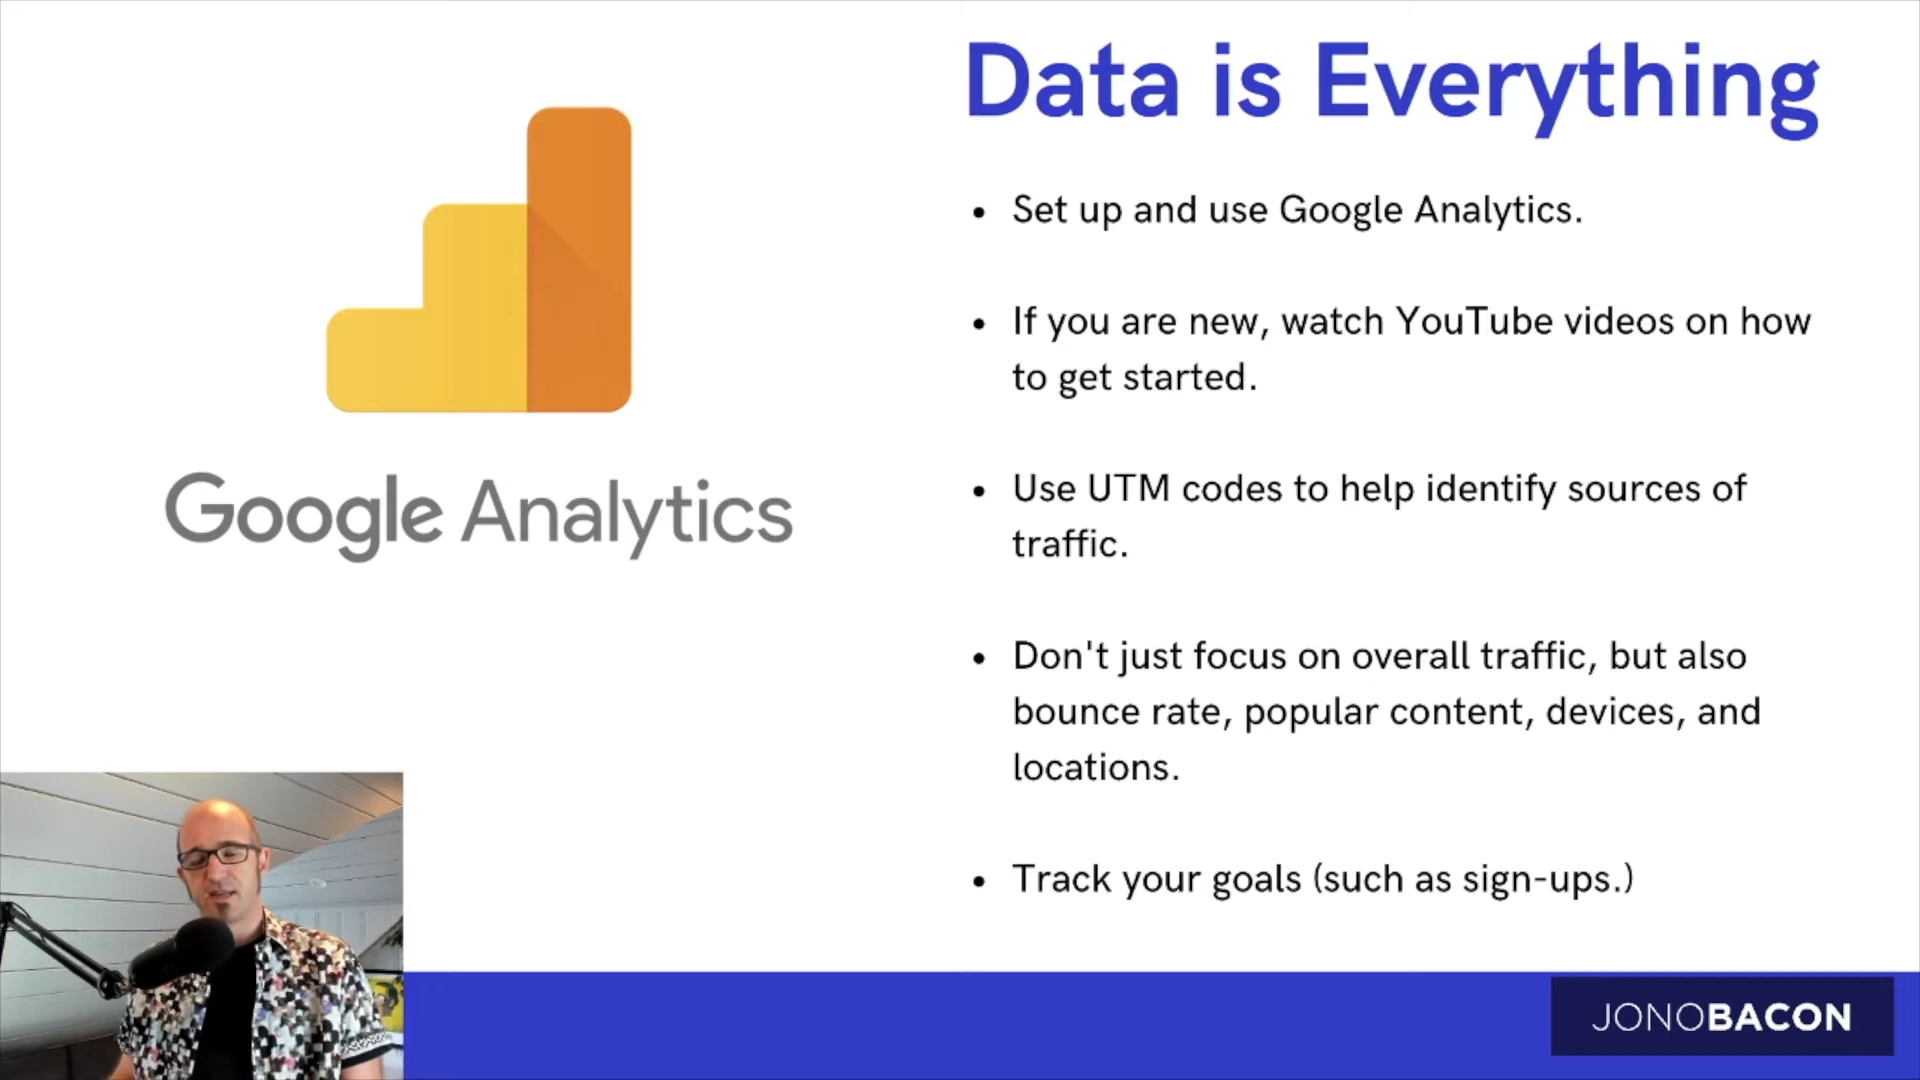 Data is Everything
Google Analytics
• Set up and use Google Analytics.
• If you are new, watch YouTube videos on how
to get started.
• Use UTM codes to help identify sources of
traffic.
• Don't just focus on overall traffic, but also
bounce rate, popular content, devices, and
locations.
• Track your goals (such as sign-ups.)
JONOBACON